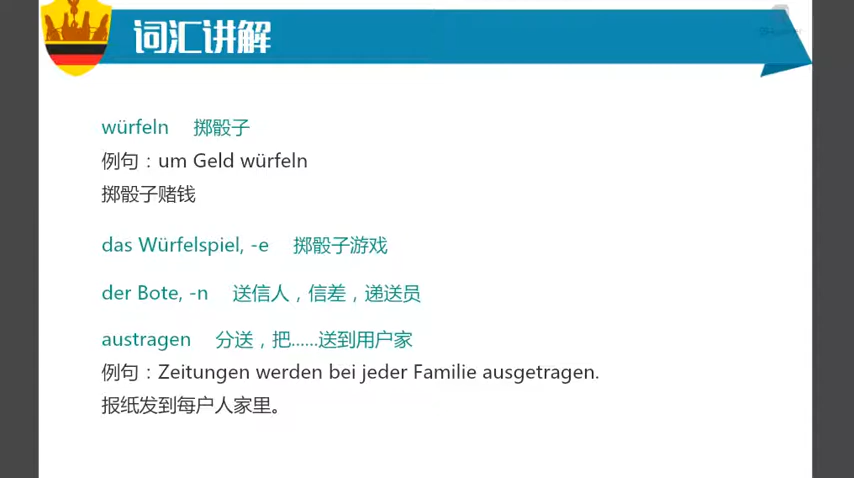 词汇讲解
würfeln 掷骰子
例句：um Geld würfeln
掷骰子赌钱
das Würfelspiel, -e 掷骰子游戏
der Bote, -n 送信人，信差，递送员
austragen 分送，把……送到用户家
例句：Zeitungen werden bei jeder Familie ausgetragen.
报纸发到每户人家里。